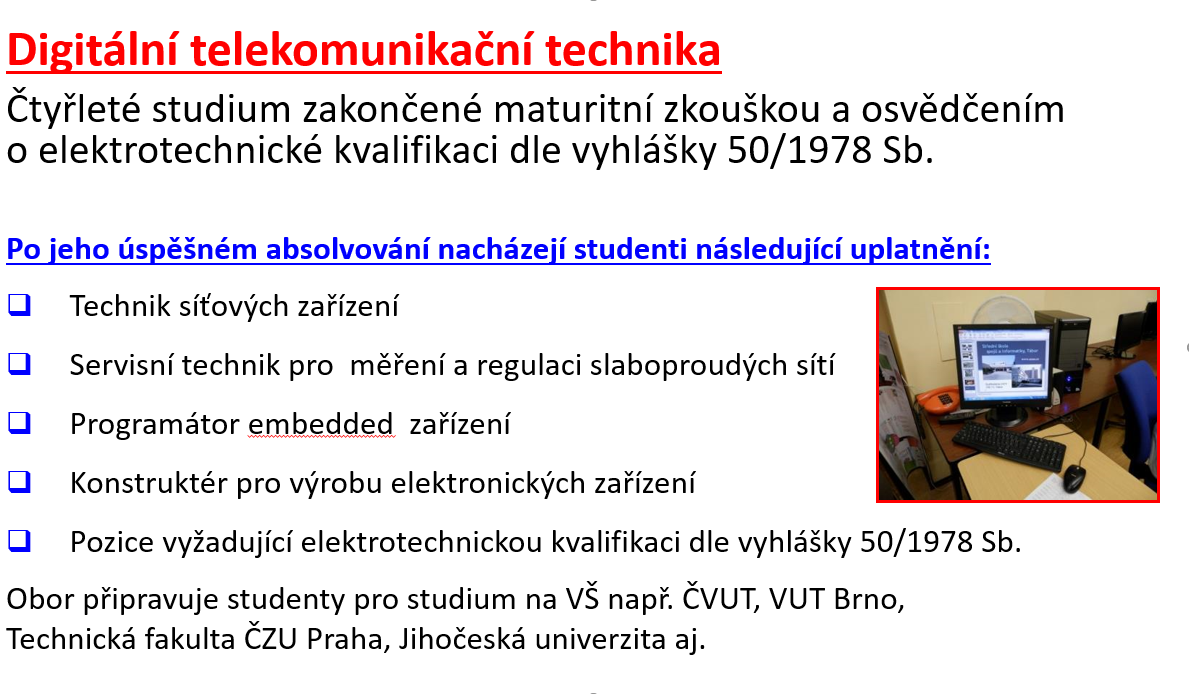 Digitální telekomunikační technika
Čtyřleté studium zakončené maturitní zkouškou a osvědčením
o elektrotechnické kvalifikaci dle vyhlášky 50/1978 Sb.
Po jeho úspěšném absolvování nacházejí studenti následující uplatnění:
Technik síťových zařízení
Servisní technik pro měření a regulaci slaboproudých sítí
Programátor embedded zařízení
Konstruktér pro výrobu elektronických zařízení
Pozice vyžadující elektrotechnickou kvalifikaci dle vyhlášky 50/1978 Sb.
Obor připravuje studenty pro studium na VŠ např. ČVUT, VUT Brno,
Technická fakulta ČZU Praha, Jihočeská univerzita aj.